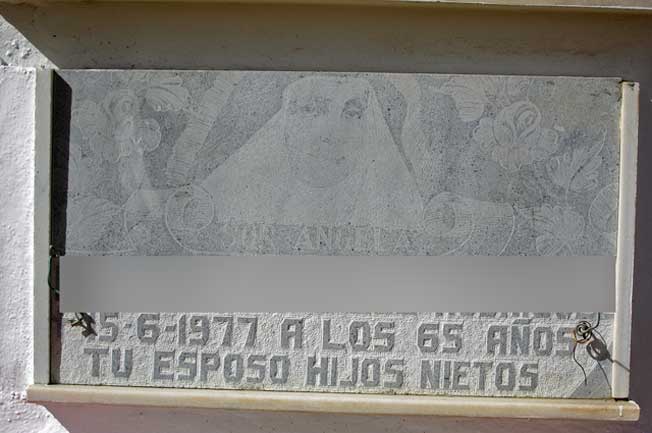 SOR ANGELA
15-6-1977 A LOS 65 AÑOS
TU ESPOSO HIJOS NIETOS